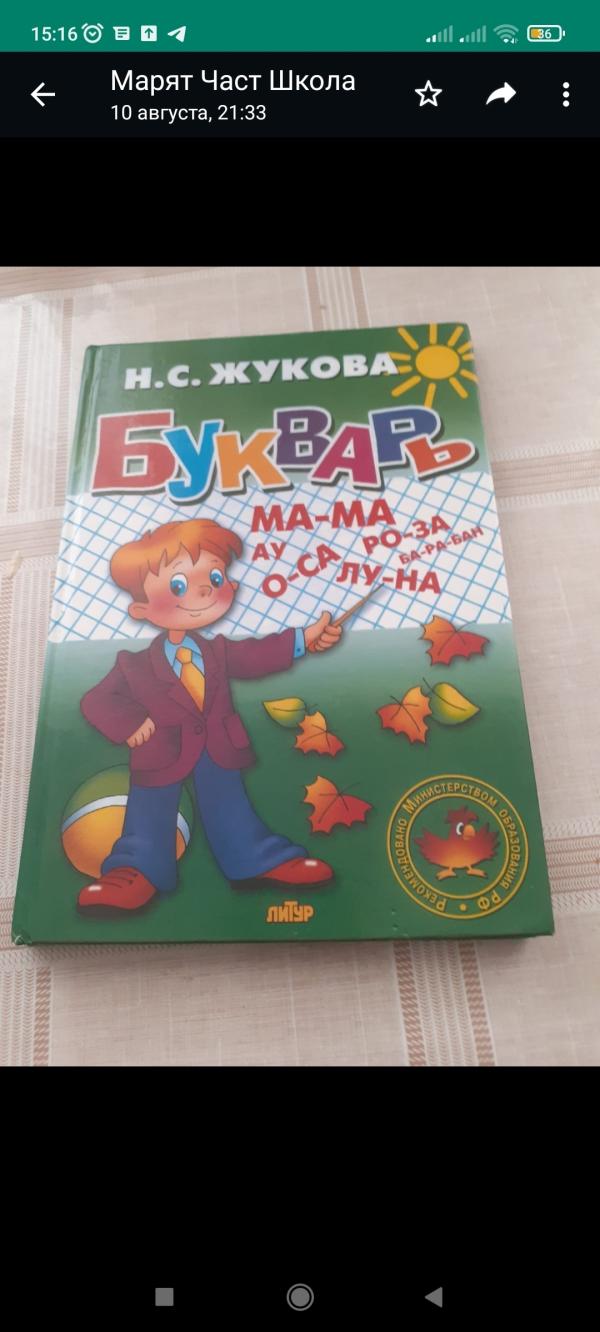 15:16
36
Марят Част Школа
10 августа, 21:33
Н.С. ЖУКОВА
БУКВАРЬ
МА-МА
АУ
РО-ЗА
БА-РА-БАН
О-СА
ЛУ-НА
РЕКОМЕНДОВАНО МИНИСТЕРСТВОМ ОБРАЗОВАНИЯ РФ
ЛИТУР